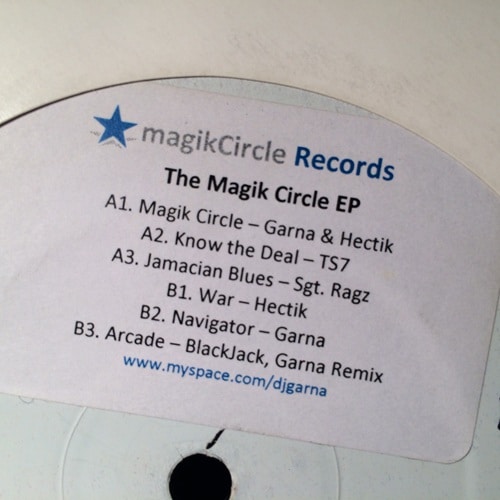 magikCircle Records
The Magik Circle EP
A1. Magik Circle – Garna & Hectik
A2. Know the Deal – TS7
A3. Jamacian Blues – Sgt. Ragz
B1. War – Hectik
B2. Navigator – Garna
B3. Arcade – BlackJack, Garna Remix
www.myspace.com/djgarna